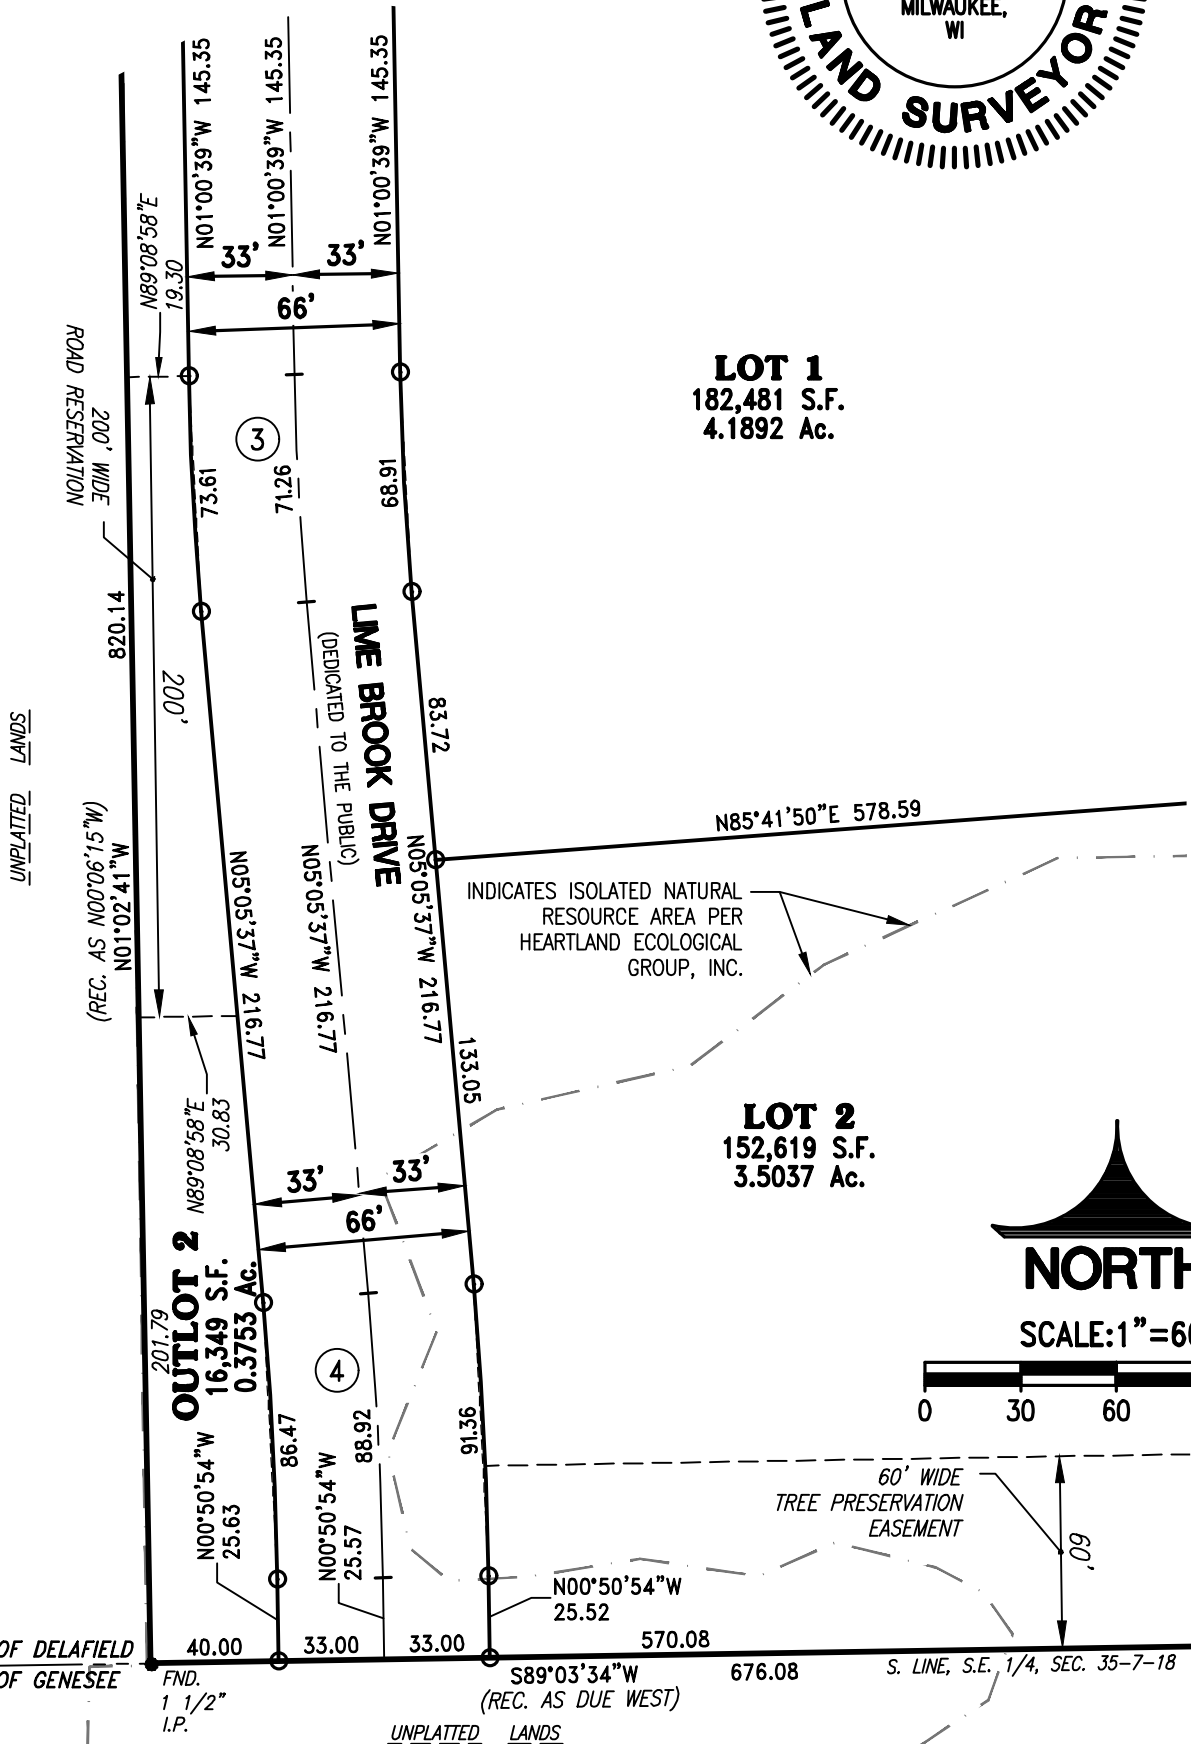 MILWAUKEE,
WI
LAND SURVEYOR
N01°00'39"W 145.35
N01°00'39"W 145.35
N01°00'39"W 145.35
N89°08'58"E
19.30
33'
33'
66'
200' WIDE
ROAD RESERVATION
LOT 1
182,481 S.F.
4.1892 Ac.
3
73.61
71.26
68.91
820.14
200'
LIME BROOK DRIVE
(DEDICATED TO THE PUBLIC)
83.72
UNPLATTED LANDS
(REC. AS N00°06'15"W)
N01°02'41"W
N85°41'50"E 578.59
N05°05'37"W 216.77
N05°05'37"W 216.77
N05°05'37"W 216.77
INDICATES ISOLATED NATURAL
RESOURCE AREA PER
HEARTLAND ECOLOGICAL
GROUP, INC.
133.05
N89°08'58"E
30.83
LOT 2
152,619 S.F.
3.5037 Ac.
33'
33'
66'
OUTLOT 2
16,349 S.F.
0.3753 Ac.
201.79
NORTH
SCALE:1"=6
0 30 60
4
86.47
88.92
91.36
N00°50'54"W
25.63
N00°50'54"W
25.57
60' WIDE
TREE PRESERVATION
EASEMENT
60'
N00°50'54"W
25.52
OF DELAFIELD
OF GENESEE
40.00 33.00 33.00 570.08
FND.
1 1/2"
I.P.
S89°03'34"W 676.08
(REC. AS DUE WEST)
S. LINE, S.E. 1/4, SEC. 35-7-18
UNPLATTED LANDS